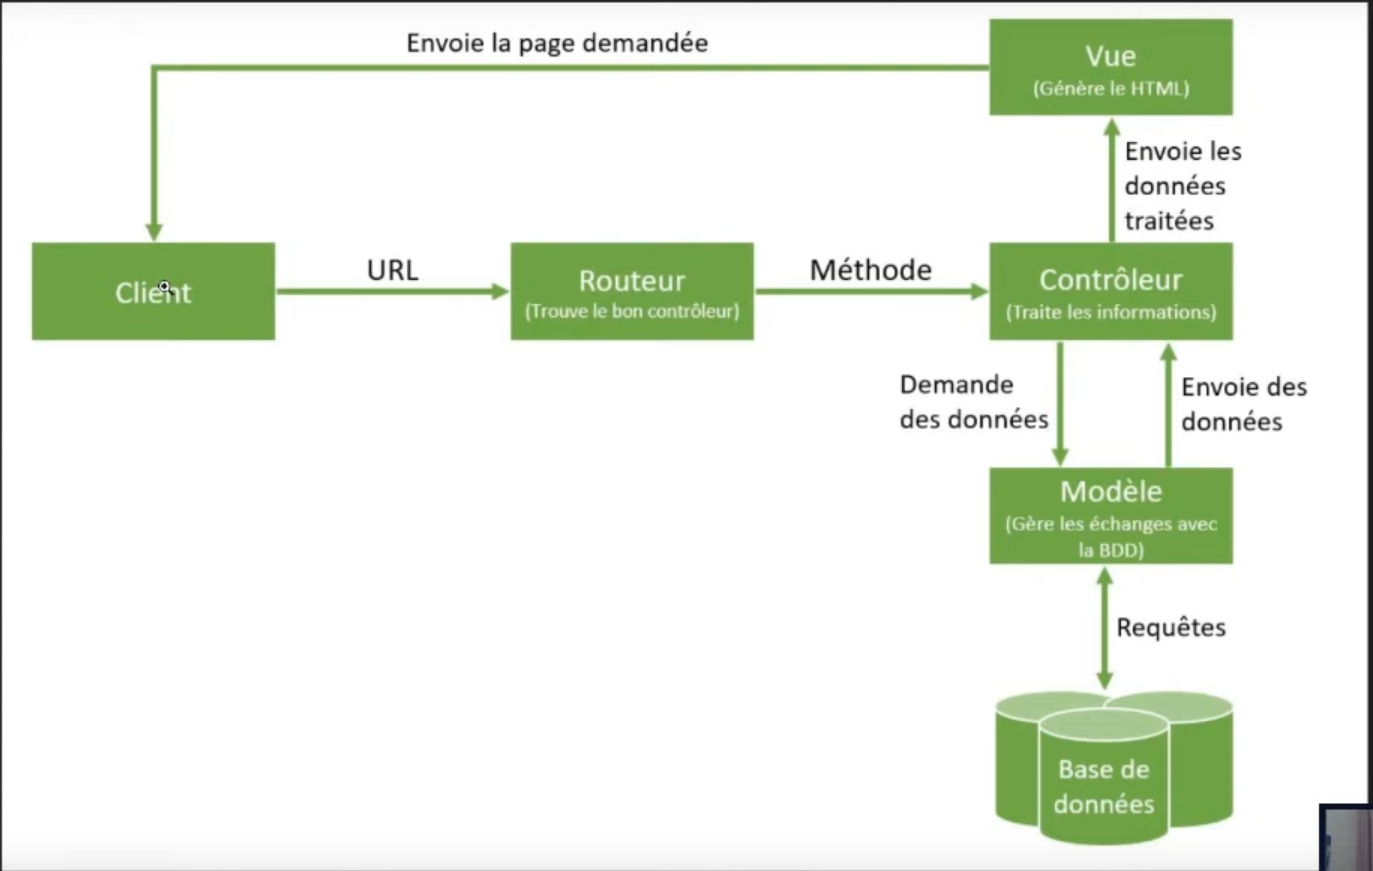 Envoie la page demandée
Vue
(Génère le HTML)
Envoie les
données
traitées
Client
URL
Routeur
(Trouve le bon contrôleur)
Méthode
Contrôleur
(Traite les informations)
Demande
des données
Envoie des
données
Modèle
(Gère les échanges avec
la BDD)
Requêtes
Base de
données